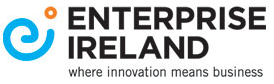 ENTERPRISE
IRELAND
where innovation means business